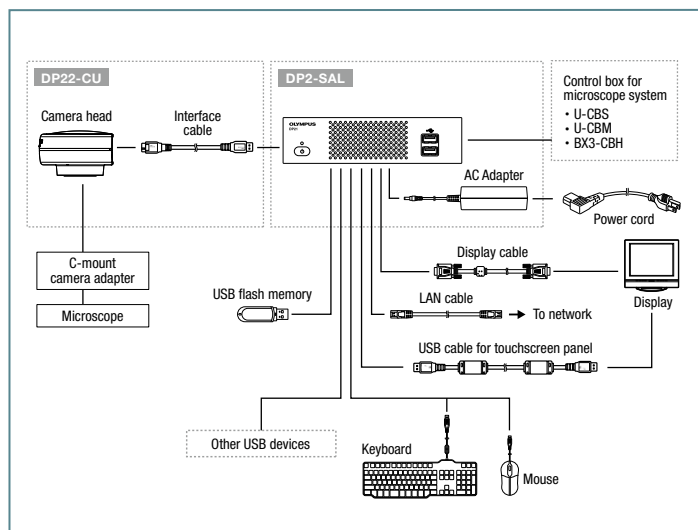 DP22-CU
DP2-SAL
Camera head
Interface
cable
OLYMPUS
Control box for
microscope system
• U-CBS
• U-CBM
• BX3-CBH
AC Adapter
Power cord
C-mount
camera adapter
Microscope
USB flash memory
Display cable
Display
LAN cable
To network
USB cable for touchscreen panel
Other USB devices
Keyboard
Mouse